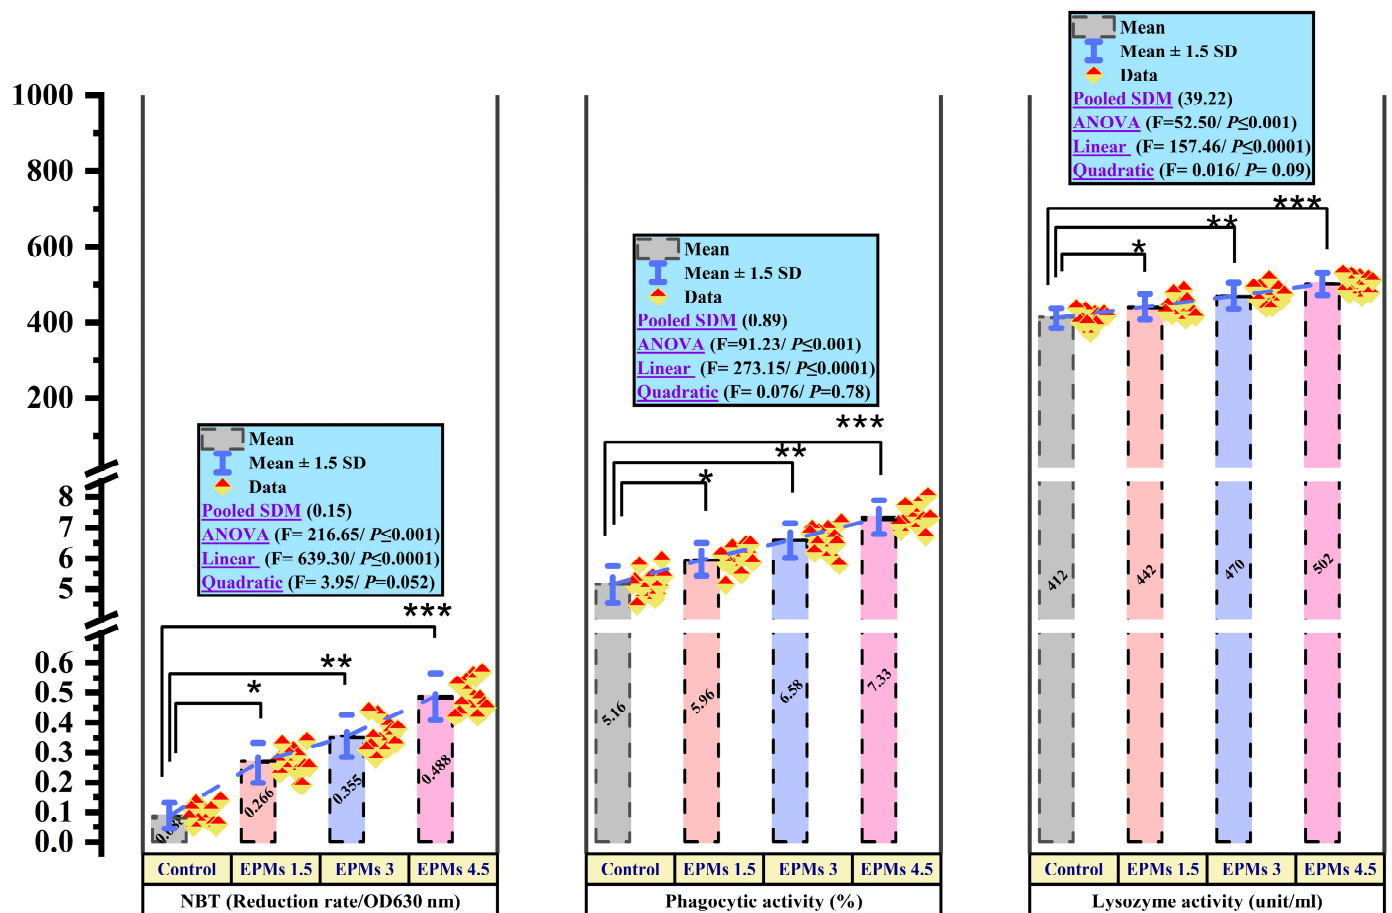 Mean
Mean ± 1.5 SD
Data
Pooled SDM (39.22)
ANOVA (F=52.50/ P≤0.001)
Linear (F= 157.46/ P≤0.0001)
Quadratic (F= 0.016/ P= 0.09)
1000
800
600
400
200
8
7
6
5
0.6
0.5
0.4
0.3
0.2
0.1
0.0
***
**
*
Mean
Mean ± 1.5 SD
Data
Pooled SDM (0.89)
ANOVA (F=91.23/ P≤0.001)
Linear (F= 273.15/ P≤0.0001)
Quadratic (F= 0.076/ P=0.78)
***
**
*
Mean
Mean ± 1.5 SD
Data
Pooled SDM (0.15)
ANOVA (F= 216.65/ P≤0.001)
Linear (F= 639.30/ P≤0.0001)
Quadratic (F= 3.95/ P=0.052)
***
**
*
0.266
0.355
0.488
5.16
5.96
6.58
7.33
412
442
470
502
Control EPMs 1.5 EPMs 3 EPMs 4.5
NBT (Reduction rate/OD630 nm)
Control EPMs 1.5 EPMs 3 EPMs 4.5
Phagocytic activity (%)
Control EPMs 1.5 EPMs 3 EPMs 4.5
Lysozyme activity (unit/ml)